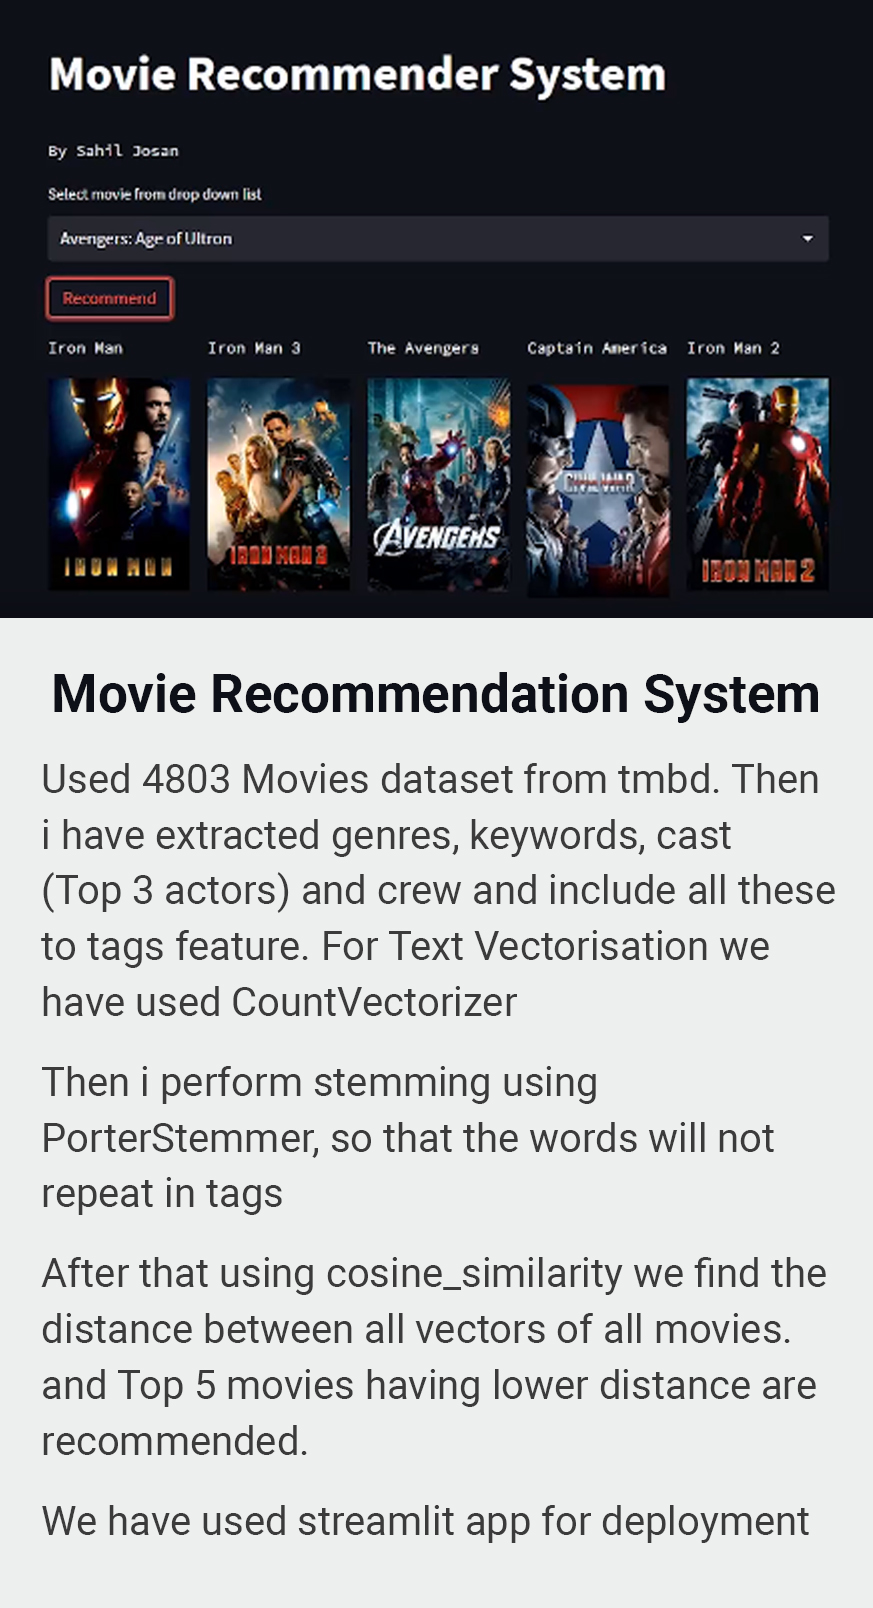 Movie Recommender System
By Sahil Josan
Select movie from drop down list
Avengers: Age of Ultron
Recommend
Iron Man
Iron Man 3
The Avengers
Captain America
Iron Man 2
IRON MAN
IRON MAN 3
AVENGERS
CIVIL WAR
IRON MAN 2
Movie Recommendation System
Used 4803 Movies dataset from tmbd. Then
i have extracted genres, keywords, cast
(Top 3 actors) and crew and include all these
to tags feature. For Text Vectorisation we
have used CountVectorizer
Then i perform stemming using
PorterStemmer, so that the words will not
repeat in tags
After that using cosine_similarity we find the
distance between all vectors of all movies.
and Top 5 movies having lower distance are
recommended.
We have used streamlit app for deployment